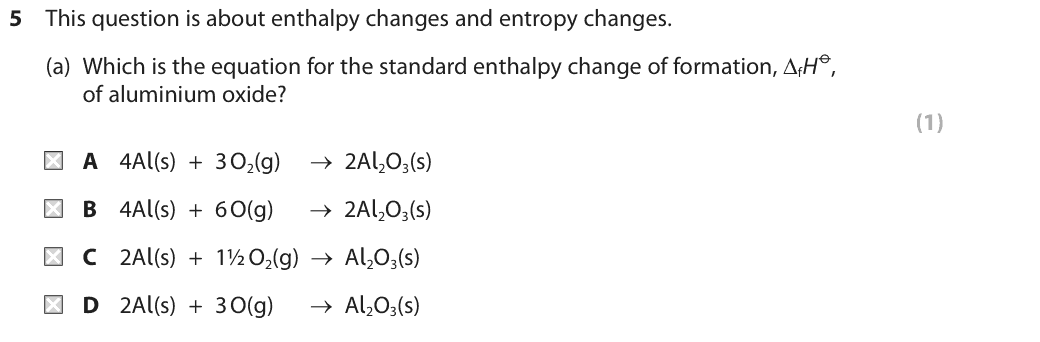 5 This question is about enthalpy changes and entropy changes.
(a) Which is the equation for the standard enthalpy change of formation, ΔfH⦵,
of aluminium oxide?
(1)
A 4Al(s) + 3O₂(g) → 2Al₂O₃(s)
B 4Al(s) + 6O(g) → 2Al₂O₃(s)
C 2Al(s) + 1½O₂(g) → Al₂O₃(s)
D 2Al(s) + 3O(g) → Al₂O₃(s)